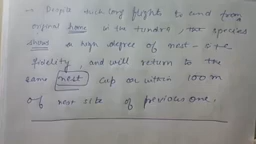 → Despite such long flights to and from
original home in the tundra, the species
shows a high degree of nest-site
fidelity, and will return to the
same nest cup or within 100 m
of nest site of previous one.